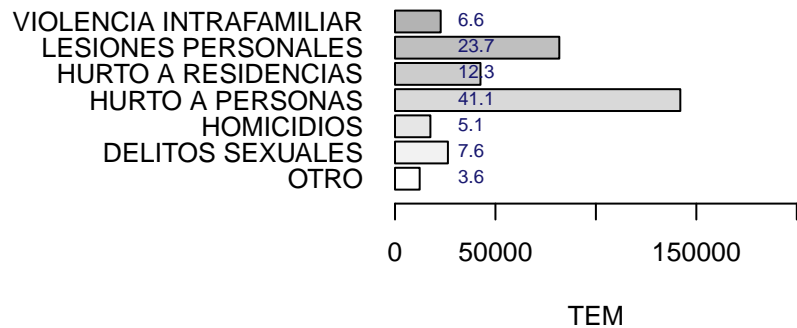 VIOLENCIA INTRAFAMILIAR 6.6
LESIONES PERSONALES 23.7
HURTO A RESIDENCIAS 12.3
HURTO A PERSONAS 41.1
HOMICIDIOS 5.1
DELITOS SEXUALES 7.6
OTRO 3.6
0 50000 150000
TEM